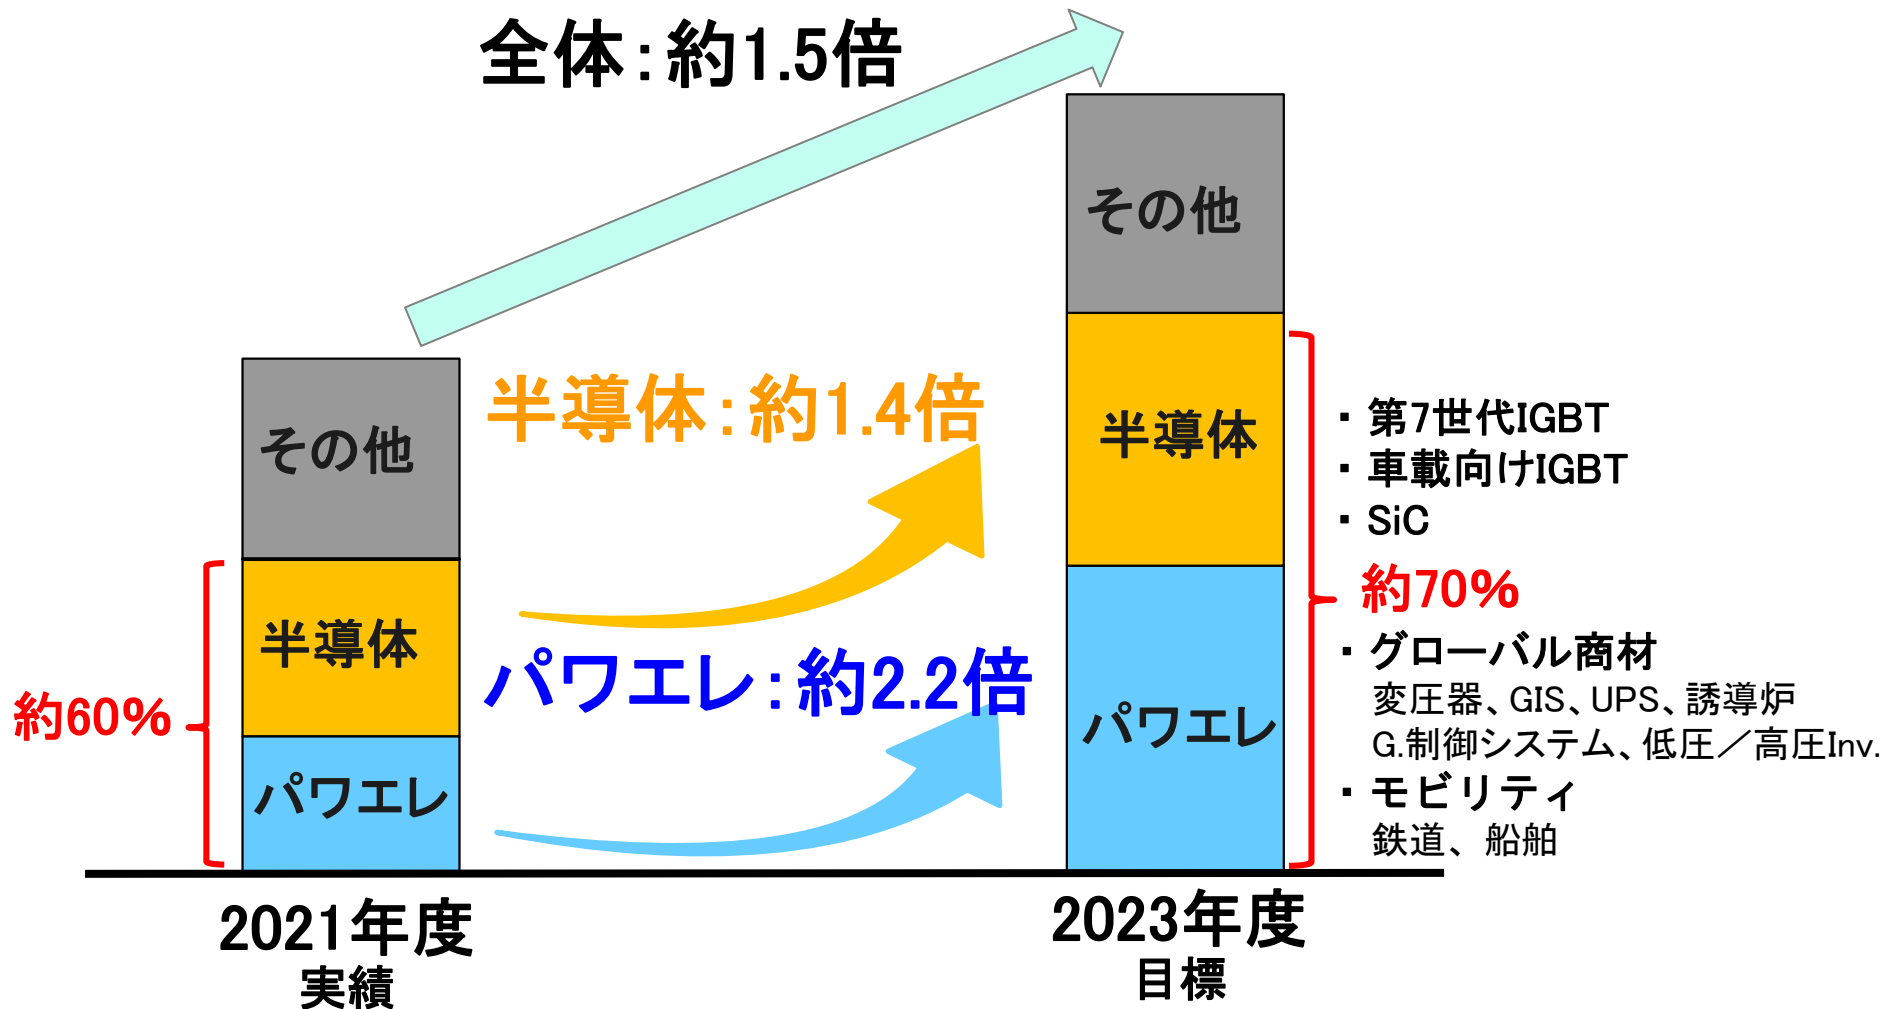 全体：約1.5倍
その他
半導体：約1.4倍
その他
半導体
・第7世代IGBT
・車載向けIGBT
・SiC
約70%
半導体
パワエレ：約2.2倍
・グローバル商材
変圧器、GIS、UPS、誘導炉
G.制御システム、低圧／高圧Inv.
約60%
パワエレ
・モビリティ
鉄道、船舶
パワエレ
2021年度
実績
2023年度
目標